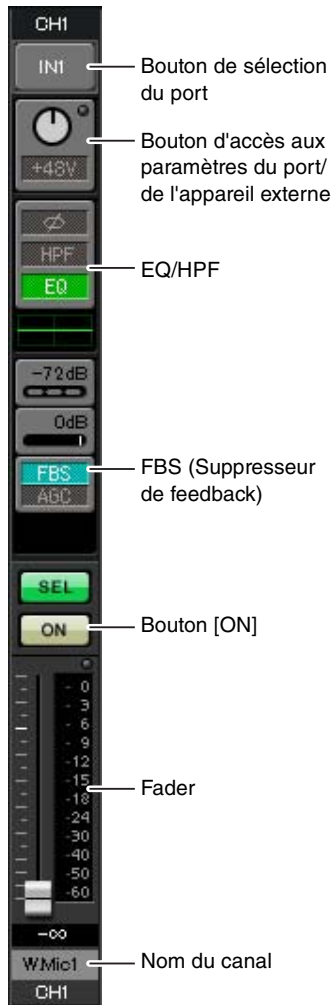 CH1
IN1
Bouton de sélection
du port
+48V
Bouton d'accès aux
paramètres du port/
de l'appareil externe
HPF
EQ
EQ/HPF
-72dB
0dB
FBS
AGC
FBS (Suppresseur
de feedback)
SEL
ON
Bouton [ON]
0
3
6
9
-12
-15
-18
-24
-30
-40
-50
-60
Fader
-∞
W.Mic1
Nom du canal
CH1